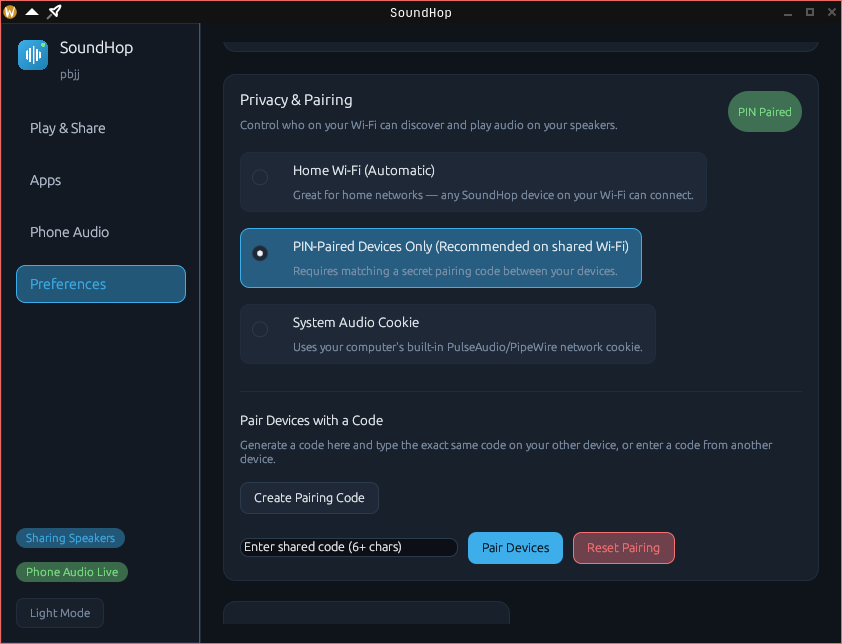 SoundHop
SoundHop
pbjj
Play & Share
Apps
Phone Audio
Preferences
Sharing Speakers
Phone Audio Live
Light Mode
Privacy & Pairing
Control who on your Wi-Fi can discover and play audio on your speakers.
PIN Paired
Home Wi-Fi (Automatic)
Great for home networks — any SoundHop device on your Wi-Fi can connect.
PIN-Paired Devices Only (Recommended on shared Wi-Fi)
Requires matching a secret pairing code between your devices.
System Audio Cookie
Uses your computer's built-in PulseAudio/PipeWire network cookie.
Pair Devices with a Code
Generate a code here and type the exact same code on your other device, or enter a code from another
device.
Create Pairing Code
Enter shared code (6+ chars)
Pair Devices
Reset Pairing